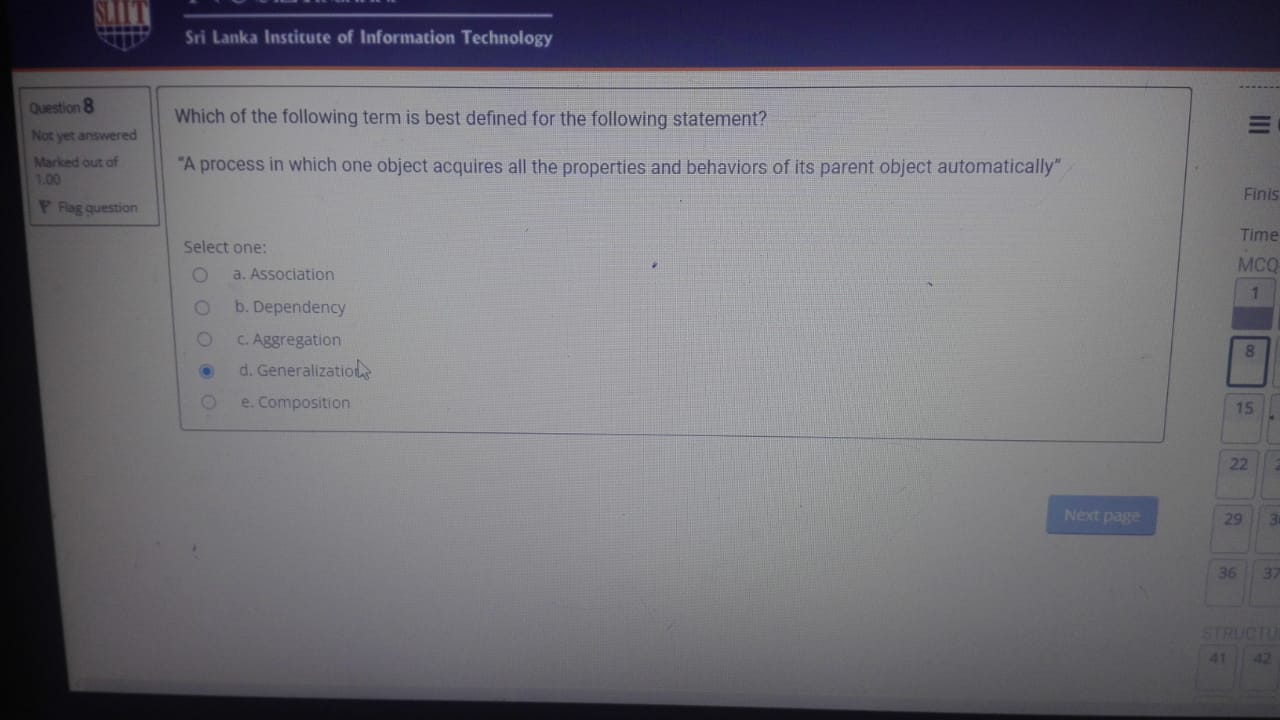 SLIIT
Sri Lanka Institute of Information Technology
Question 8
Not yet answered
Marked out of
1.00
Flag question
Which of the following term is best defined for the following statement?
"A process in which one object acquires all the properties and behaviors of its parent object automatically"
Select one:
a. Association
b. Dependency
c. Aggregation
d. Generalization
e. Composition
Next page
Finis
Time
MCQ
1
8
15
22
29 3
36 37
STRUCTU
41 42